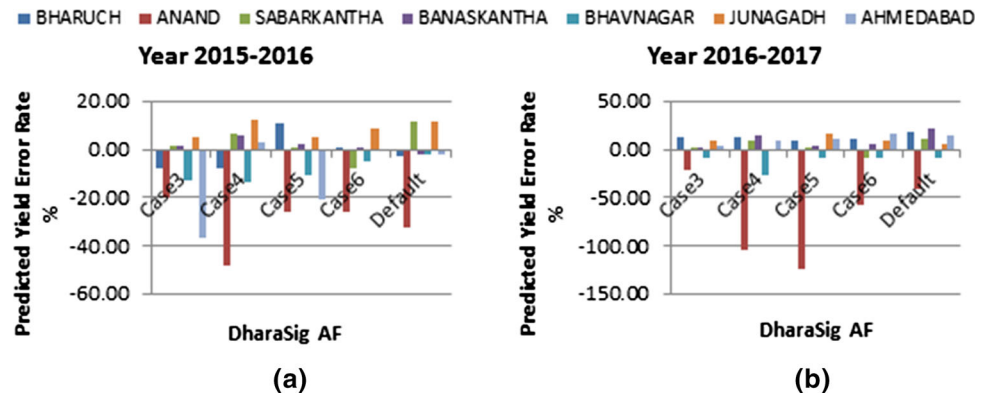 BHARUCH ANAND SABARKANTHA BANASKANTHA BHAVNAGAR JUNAGADH AHMEDABAD
Year 2015-2016
Predicted Yield Error Rate
%
20.00
0.00
-20.00
-40.00
-60.00
Case3
Case4
Case5
Case6
Default
DharaSig AF
(a)
Year 2016-2017
Predicted Yield Error Rate
%
50.00
0.00
-50.00
-100.00
-150.00
Case3
Case4
Case5
Case6
Default
DharaSig AF
(b)